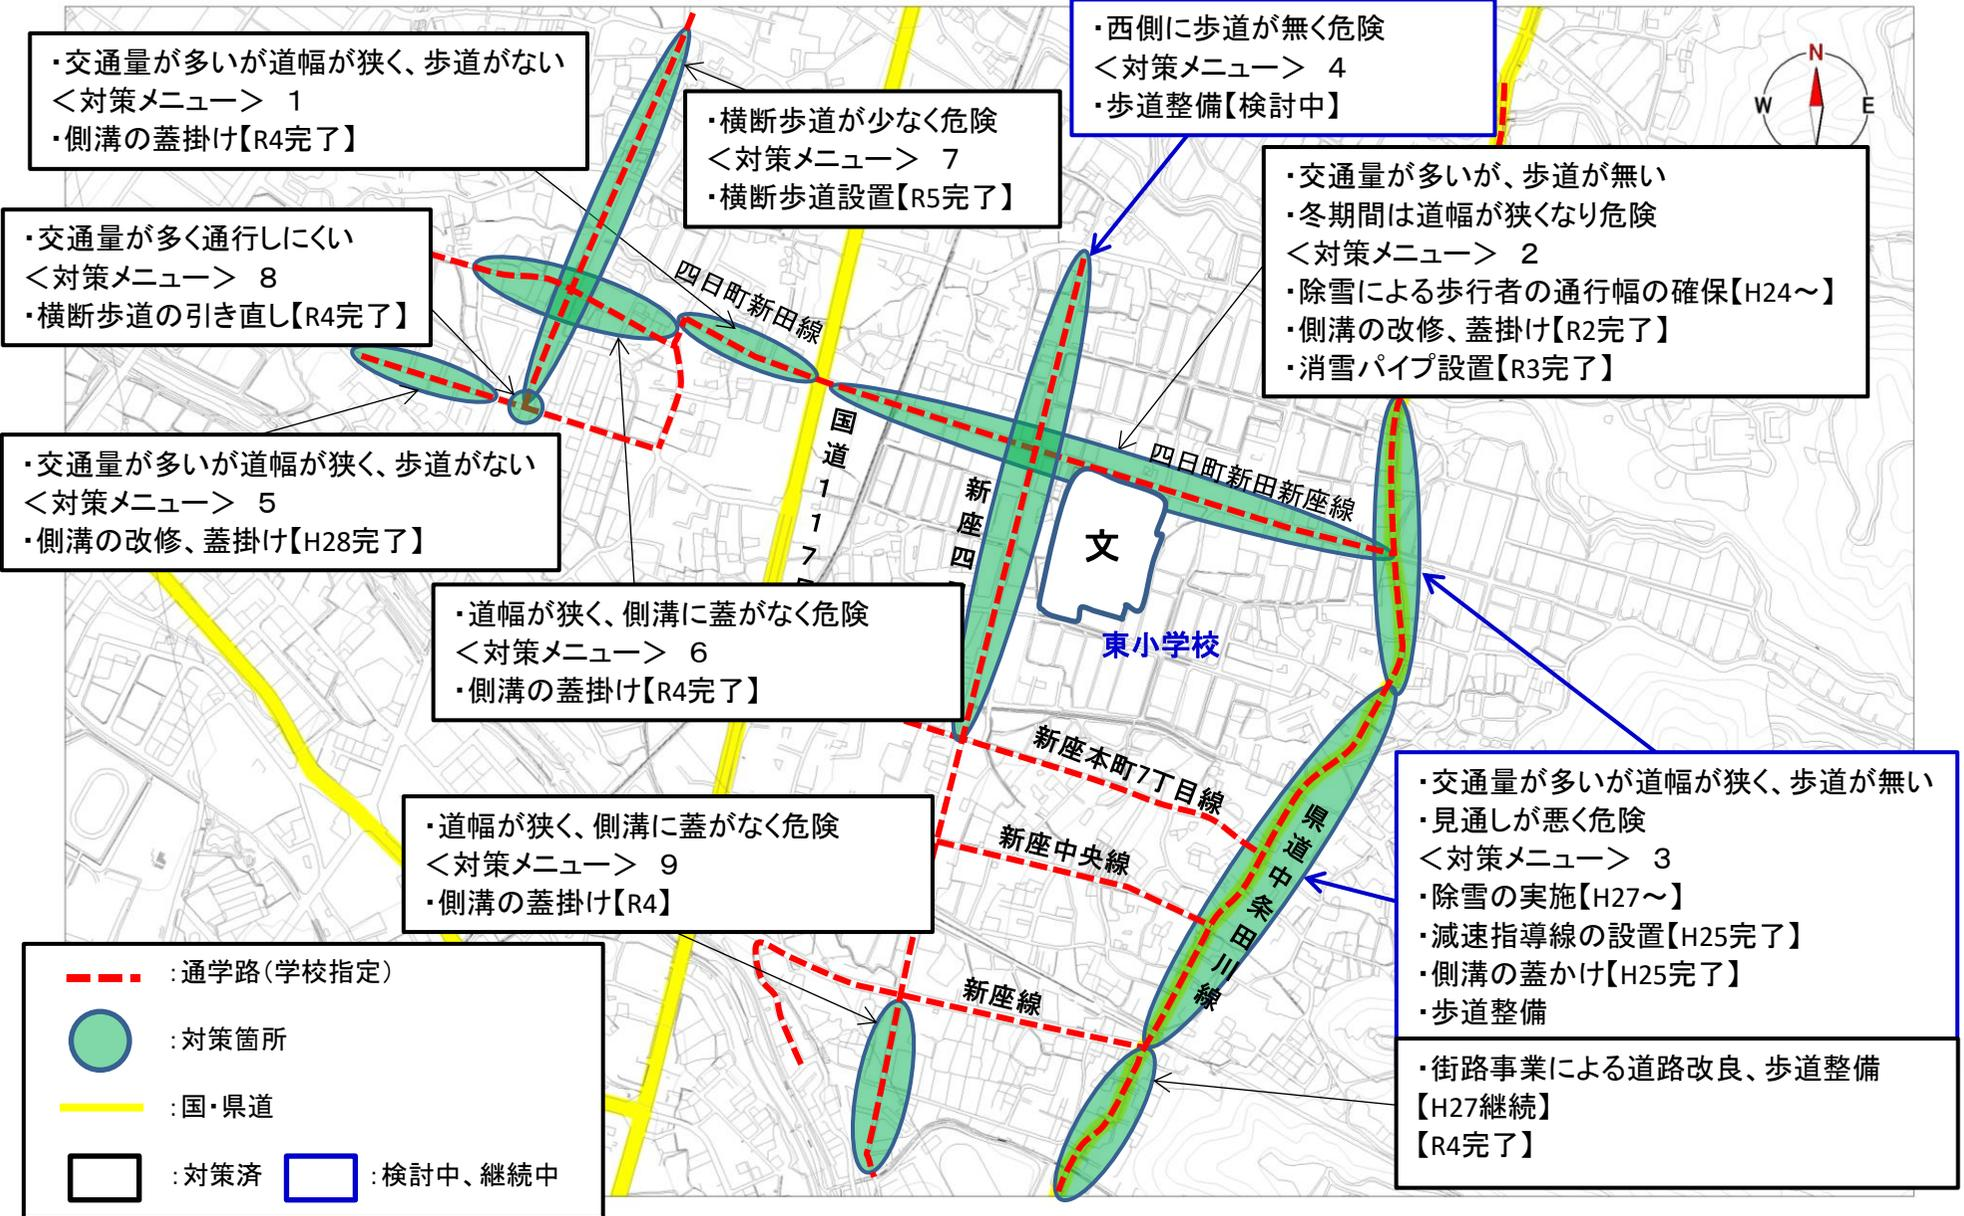 ・交通量が多いが道幅が狭く、歩道がない
＜対策メニュー＞　1
・側溝の蓋掛け【R4完了】
・横断歩道が少なく危険
＜対策メニュー＞　7
・横断歩道設置【R5完了】
・西側に歩道が無く危険
＜対策メニュー＞　4
・歩道整備【検討中】
N
W
E
・交通量が多いが、歩道が無い
・冬期間は道幅が狭くなり危険
＜対策メニュー＞　2
・除雪による歩行者の通行幅の確保【H24～】
・側溝の改修、蓋掛け【R2完了】
・消雪パイプ設置【R3完了】
・交通量が多く通行しにくい
＜対策メニュー＞　8
・横断歩道の引き直し【R4完了】
四日町新田線
国道117
新座四
四日町新田新座線
・交通量が多いが道幅が狭く、歩道がない
＜対策メニュー＞　5
・側溝の改修、蓋掛け【H28完了】
文
東小学校
・道幅が狭く、側溝に蓋がなく危険
＜対策メニュー＞　6
・側溝の蓋掛け【R4完了】
新座本町7丁目線
新座中央線
県道中条田川線
新座線
・交通量が多いが道幅が狭く、歩道が無い
・見通しが悪く危険
＜対策メニュー＞　3
・除雪の実施【H27～】
・減速指導線の設置【H25完了】
・側溝の蓋かけ【H25完了】
・歩道整備
・街路事業による道路改良、歩道整備
【H27継続】
【R4完了】
・道幅が狭く、側溝に蓋がなく危険
＜対策メニュー＞　9
・側溝の蓋掛け【R4】
：通学路（学校指定）
：対策箇所
：国・県道
：対策済
：検討中、継続中